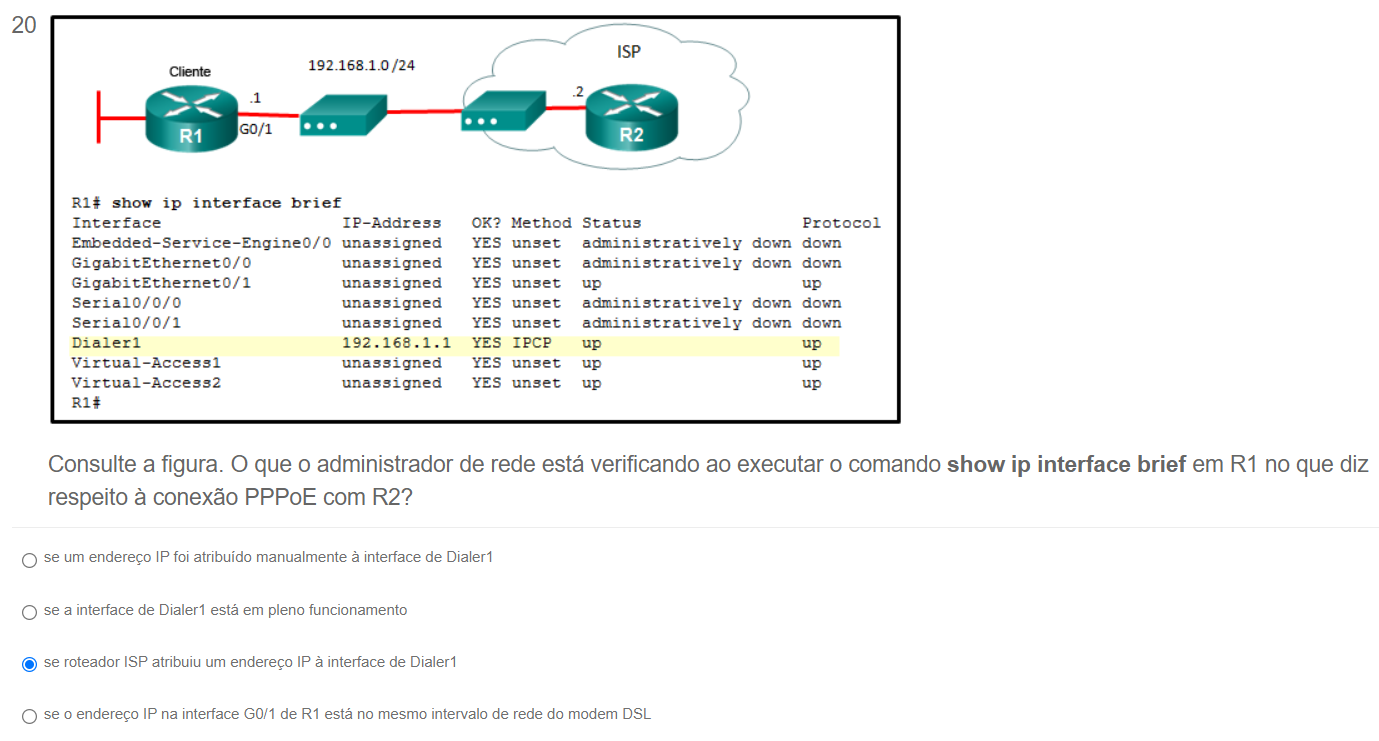 20
ISP
192.168.1.0/24
Cliente
.1
.2
G0/1
R1
R2
R1# show ip interface brief
Interface IP-Address OK? Method Status Protocol
Embedded-Service-Engine0/0 unassigned YES unset administratively down down
GigabitEthernet0/0 unassigned YES unset administratively down down
GigabitEthernet0/1 unassigned YES unset up up
Serial0/0/0 unassigned YES unset administratively down down
Serial0/0/1 unassigned YES unset administratively down down
Dialer1 192.168.1.1 YES IPCP up up
Virtual-Access1 unassigned YES unset up up
Virtual-Access2 unassigned YES unset up up
R1#
Consulte a figura. O que o administrador de rede está verificando ao executar o comando show ip interface brief em R1 no que diz
respeito à conexão PPPoE com R2?
se um endereço IP foi atribuído manualmente à interface de Dialer1
se a interface de Dialer1 está em pleno funcionamento
se roteador ISP atribuiu um endereço IP à interface de Dialer1
se o endereço IP na interface G0/1 de R1 está no mesmo intervalo de rede do modem DSL